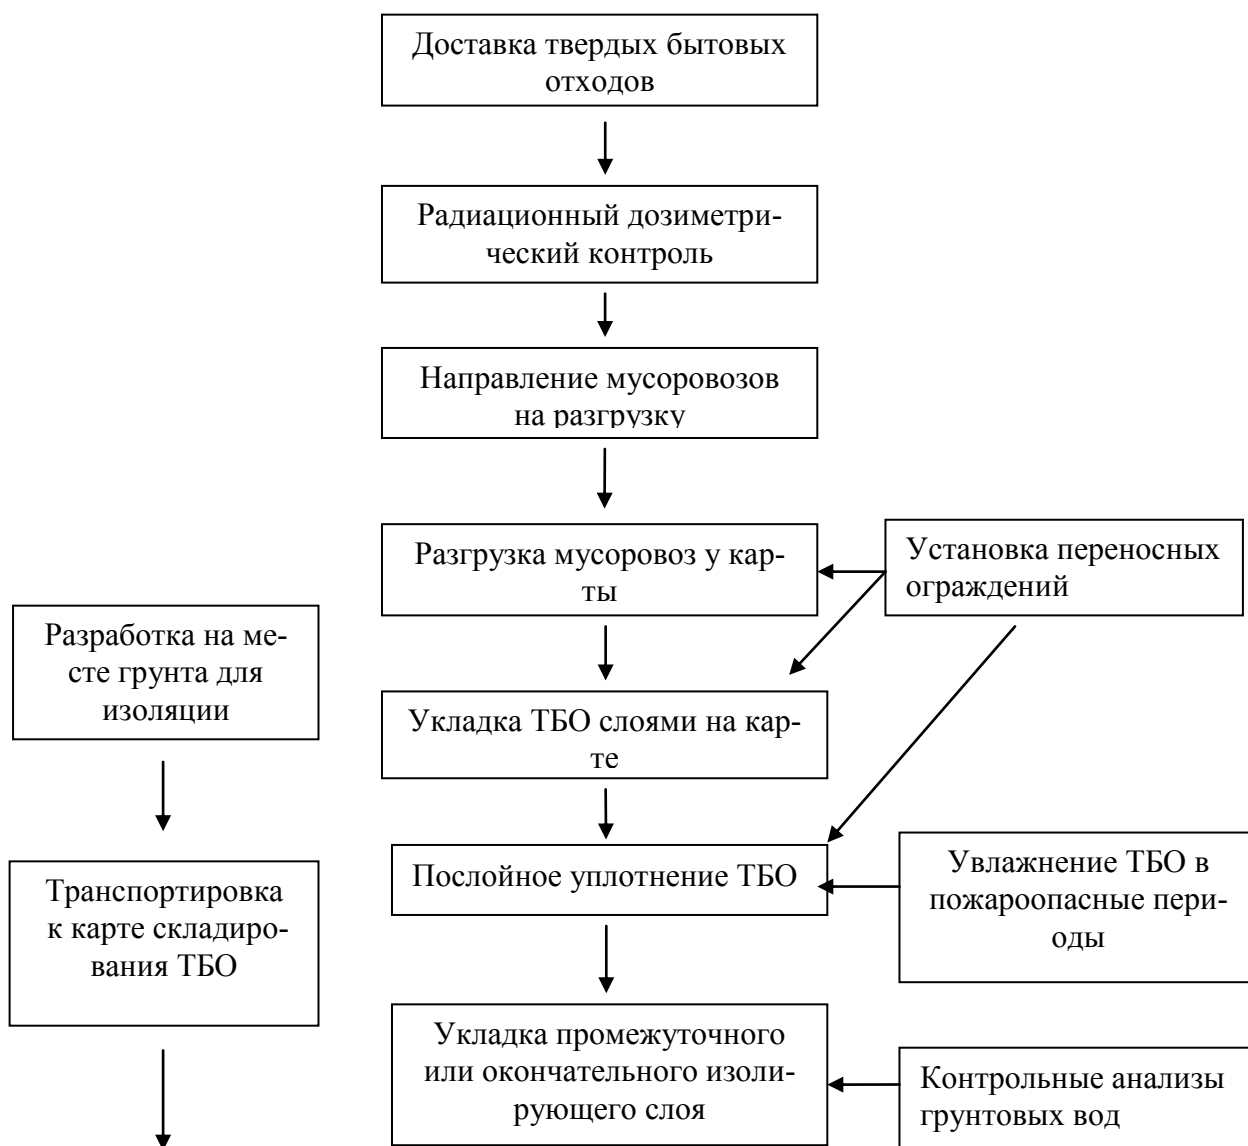 Доставка твердых бытовых
отходов
Радиационный дозиметри-
ческий контроль
Направление мусоровозов
на разгрузку
Разгрузка мусоровоз у кар-
ты
Установка переносных
ограждений
Разработка на ме-
сте грунта для
изоляции
Укладка ТБО слоями на кар-
те
Послойное уплотнение ТБО
Увлажнение ТБО в
пожароопасные пери-
оды
Транспортировка
к карте складиро-
вания ТБО
Укладка промежуточного
или окончательного изоли-
рующего слоя
Контрольные анализы
грунтовых вод